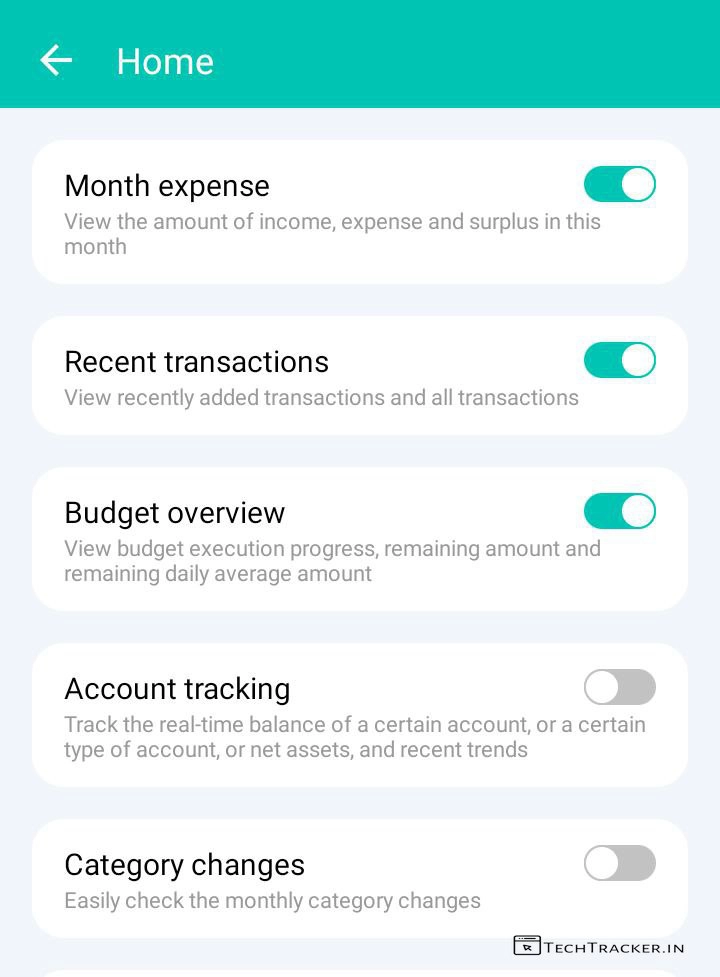 Home
Month expense
View the amount of income, expense and surplus in this
month
Recent transactions
View recently added transactions and all transactions
Budget overview
View budget execution progress, remaining amount and
remaining daily average amount
Account tracking
Track the real-time balance of a certain account, or a certain
type of account, or net assets, and recent trends
Category changes
Easily check the monthly category changes
TECHTRACKER.IN